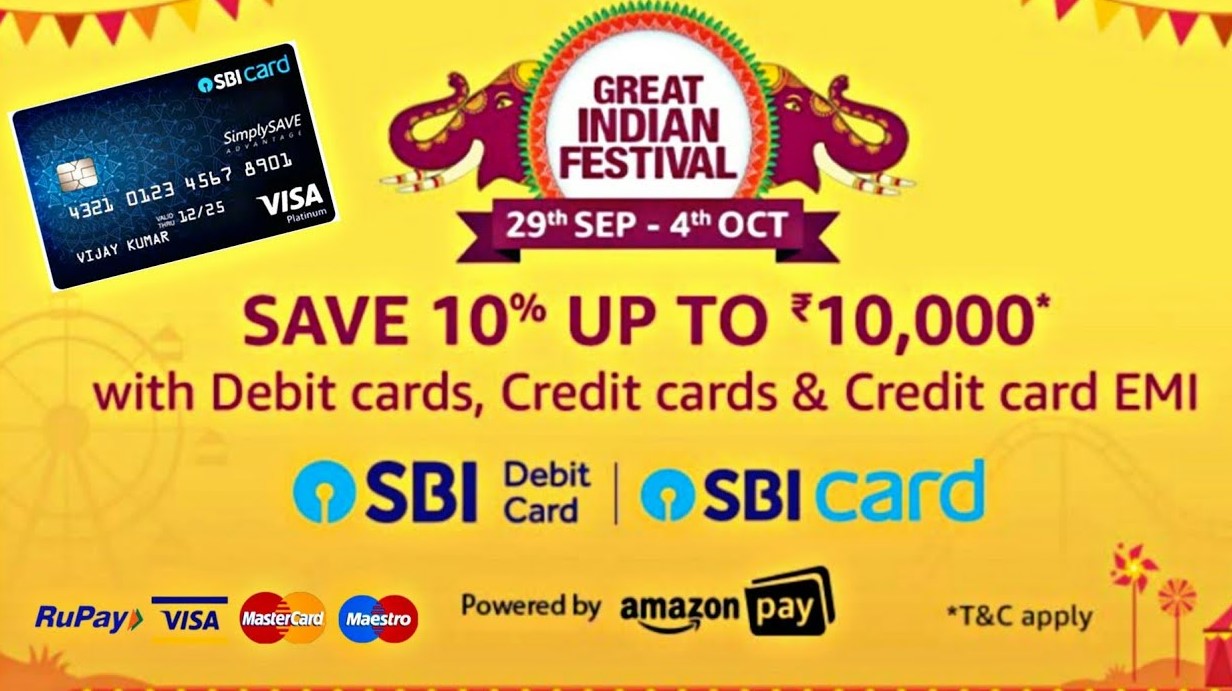 SBI card
SimplySAVE
ADVANTAGE
4321 0123 4567 8901
VALID THRU 12/25
VISA
Platinum
VIJAY KUMAR
GREAT
INDIAN
FESTIVAL
29th SEP - 4th OCT
SAVE 10% UP TO ₹10,000*
with Debit cards, Credit cards & Credit card EMI
SBI Debit Card | SBI card
RuPay VISA MasterCard Maestro Powered by amazon pay *T&C apply